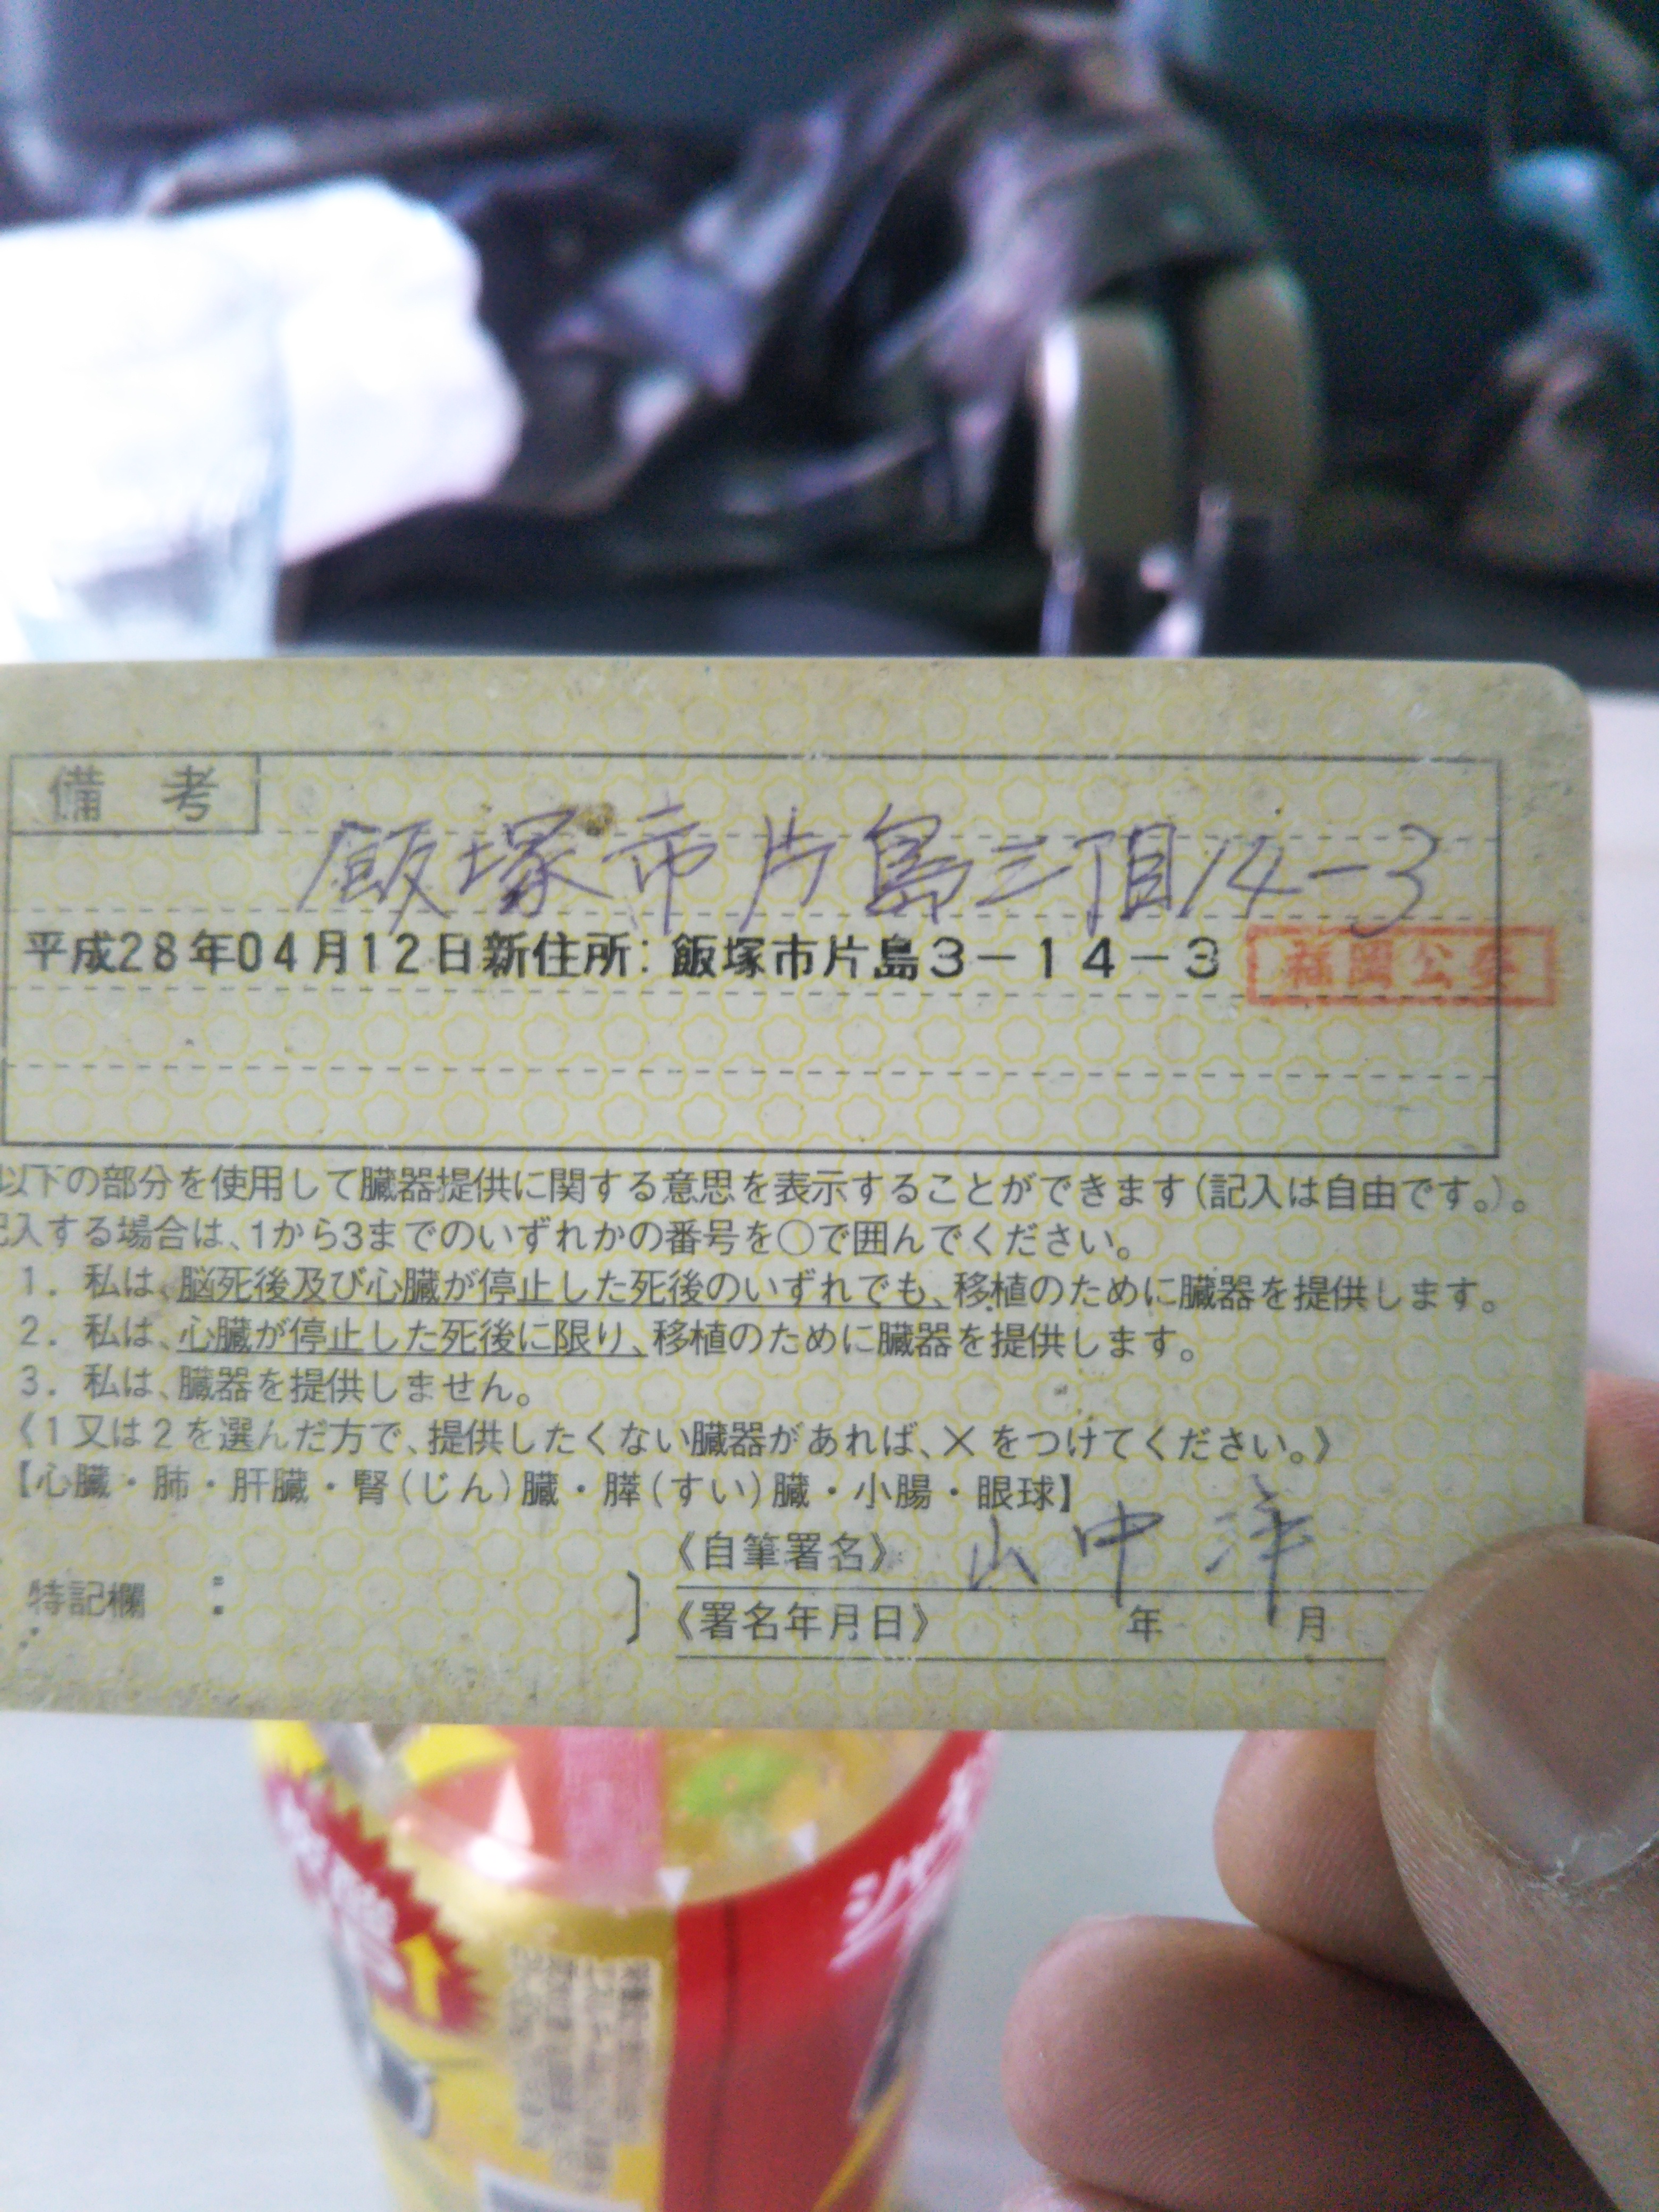 備考
飯塚市片島三丁目14-3
平成28年04月12日新住所:飯塚市片島3-14-3 福岡公委
以下の部分を使用して臓器提供に関する意思を表示することができます(記入は自由です。)。
記入する場合は、1から3までのいずれかの番号を○で囲んでください。
1. 私は、脳死後及び心臓が停止した死後のいずれでも、移植のために臓器を提供します。
2. 私は、心臓が停止した死後に限り、移植のために臓器を提供します。
3. 私は、臓器を提供しません。
《1又は2を選んだ方で、提供したくない臓器があれば、×をつけてください。》
【心臓・肺・肝臓・腎(じん)臓・膵(すい)臓・小腸・眼球】
《自筆署名》 山中洋
特記欄 : 〕
《署名年月日》 年 月